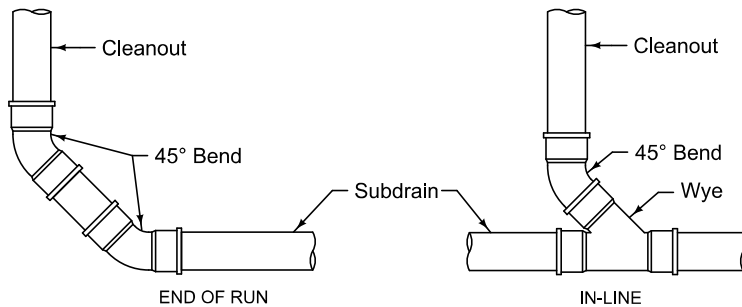 Cleanout
Cleanout
45° Bend
45° Bend
Subdrain
Wye
END OF RUN
IN-LINE